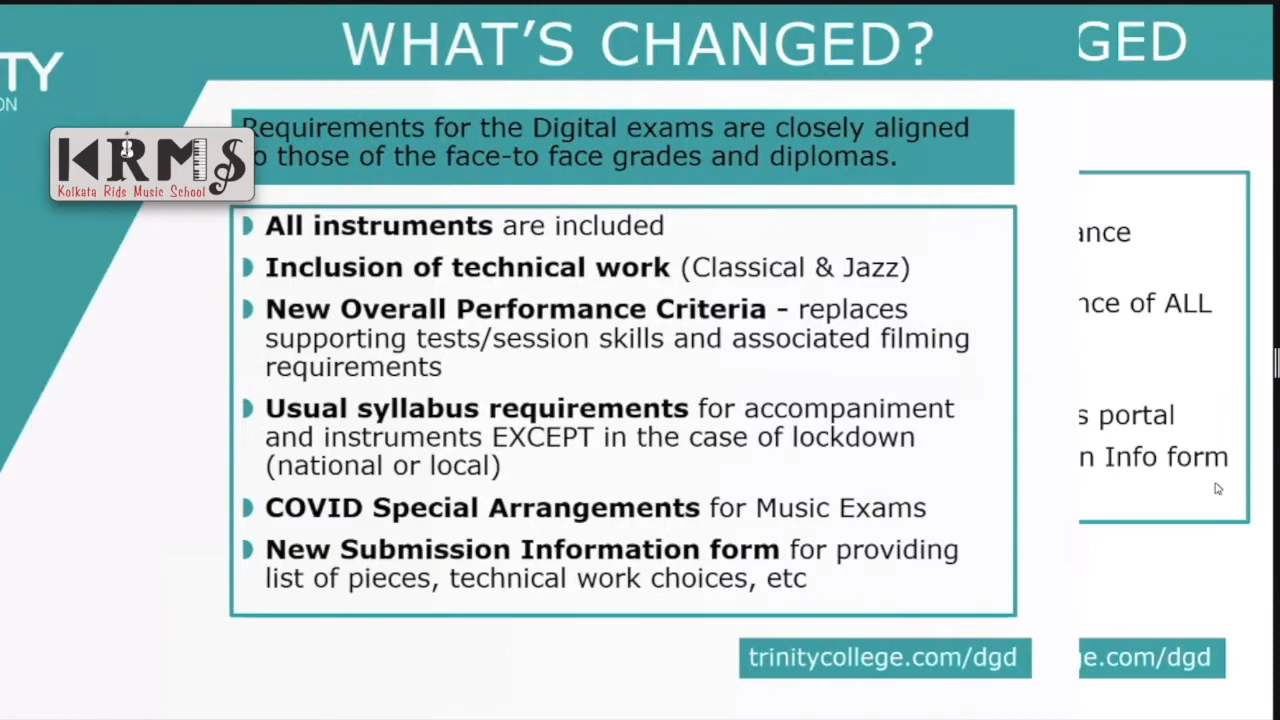 WHAT'S CHANGED?
GED
TY
ON
KRMS
Kolkata Kids Music School
Requirements for the Digital exams are closely aligned
to those of the face-to face grades and diplomas.
All instruments are included
Inclusion of technical work (Classical & Jazz)
New Overall Performance Criteria - replaces
supporting tests/session skills and associated filming
requirements
Usual syllabus requirements for accompaniment
and instruments EXCEPT in the case of lockdown
(national or local)
COVID Special Arrangements for Music Exams
New Submission Information form for providing
list of pieces, technical work choices, etc
ance
nce of ALL
s portal
n Info form
trinitycollege.com/dgd
ge.com/dgd